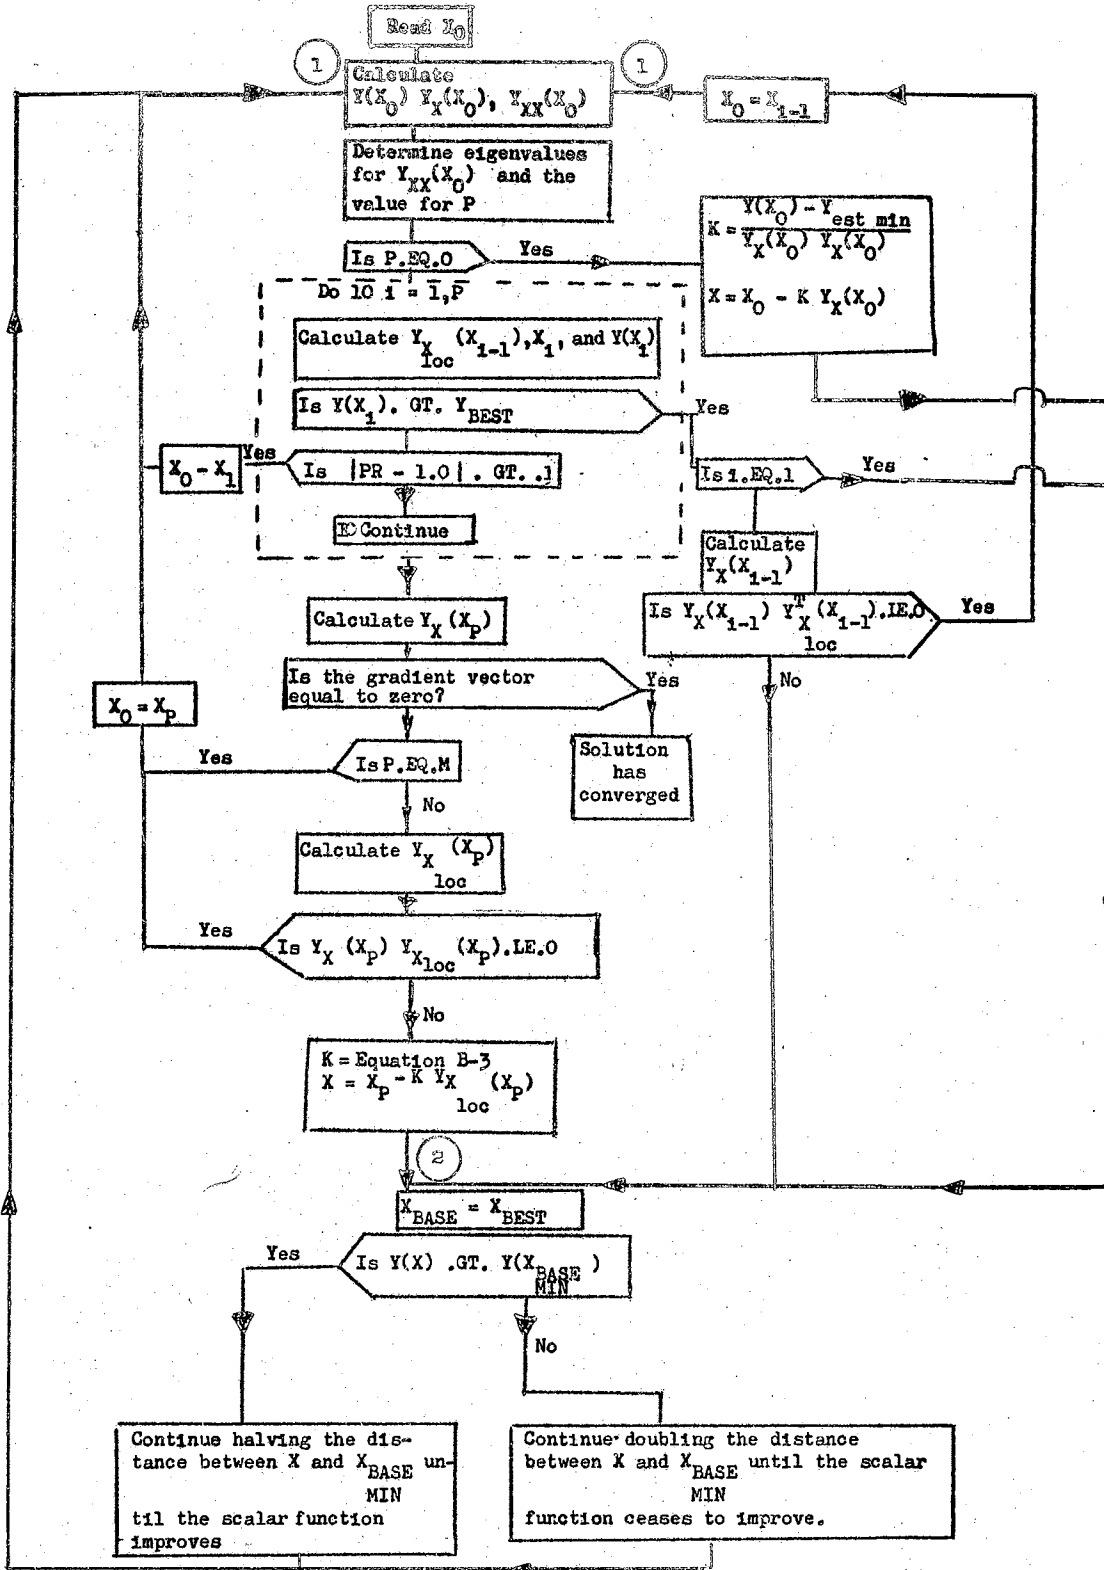 Read X0
1
1
Calculate
Y(X0) YX(X0), YXX(X0)
X0 = Xi-1
Determine eigenvalues
for YXX(X0) and the
value for P
Is P.EQ.0
Yes
K = Y(X0) - Yest min
YX(X0) YX(X0)
X = X0 - K YX(X0)
Do 10 i = 1,P
Calculate YX (Xi-1), Xi, and Y(Xi)
loc
Is Y(Xi). GT. YBEST
Yes
X0 - X1
Yes
Is |PR - 1.0| . GT. .1
Is i.EQ.1
Yes
Continue
Calculate
YX(Xi-1)
Calculate YX (XP)
Is YX(Xi-1) YTX (Xi-1).LE.0
loc
Yes
No
Is the gradient vector
equal to zero?
Yes
X0 = XP
Solution
has
converged
Yes
Is P.EQ.M
No
Calculate YX (XP)
loc
Yes
Is YX (XP) YXloc (XP).LE.0
No
K = Equation B-3
X = XP - K YX (XP)
loc
2
XBASE = XBEST
Yes
Is Y(X) .GT. Y(XBASE )
MIN
No
Continue halving the dis-
tance between X and XBASE un-
MIN
til the scalar function
improves
Continue doubling the distance
between X and XBASE until the scalar
MIN
function ceases to improve.